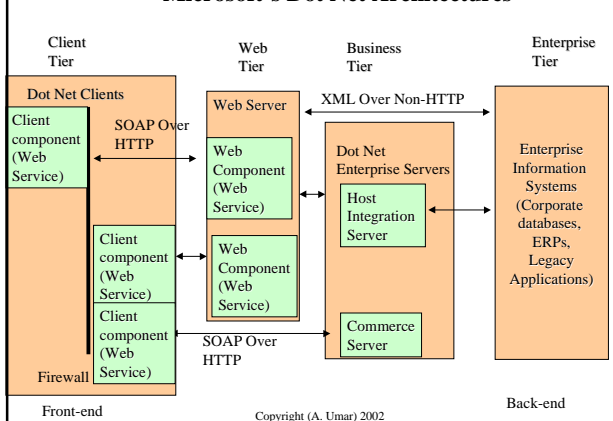 Microsoft's Dot Net Architectures
Client
Tier
Web
Tier
Business
Tier
Enterprise
Tier
Dot Net Clients
Client
component
(Web
Service)
SOAP Over
HTTP
Web Server
Web
Component
(Web
Service)
XML Over Non-HTTP
Dot Net
Enterprise Servers
Host
Integration
Server
Enterprise
Information
Systems
(Corporate
databases,
ERPs,
Legacy
Applications)
Client
component
(Web
Service)
Web
Component
(Web
Service)
Client
component
(Web
Service)
SOAP Over
HTTP
Commerce
Server
Firewall
Front-end
Copyright (A. Umar) 2002
Back-end